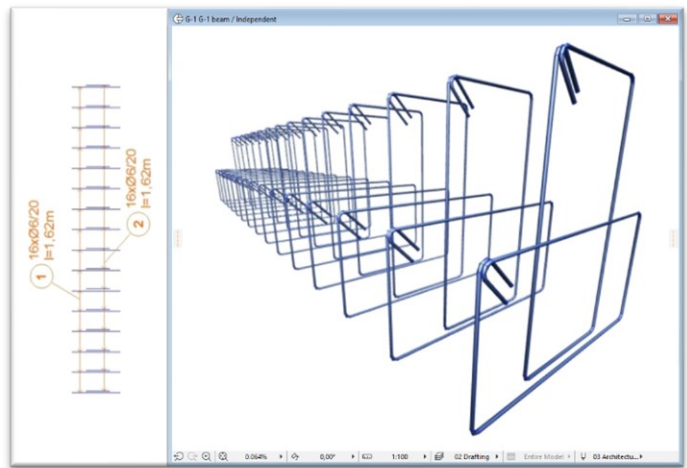 G-1 G-1 beam / Independent
1
16xØ6/20
l=1,62m
2
16xØ6/20
l=1,62m
0.064%
0,00°
1:100
02 Drafting
Entire Model
03 Architectu...